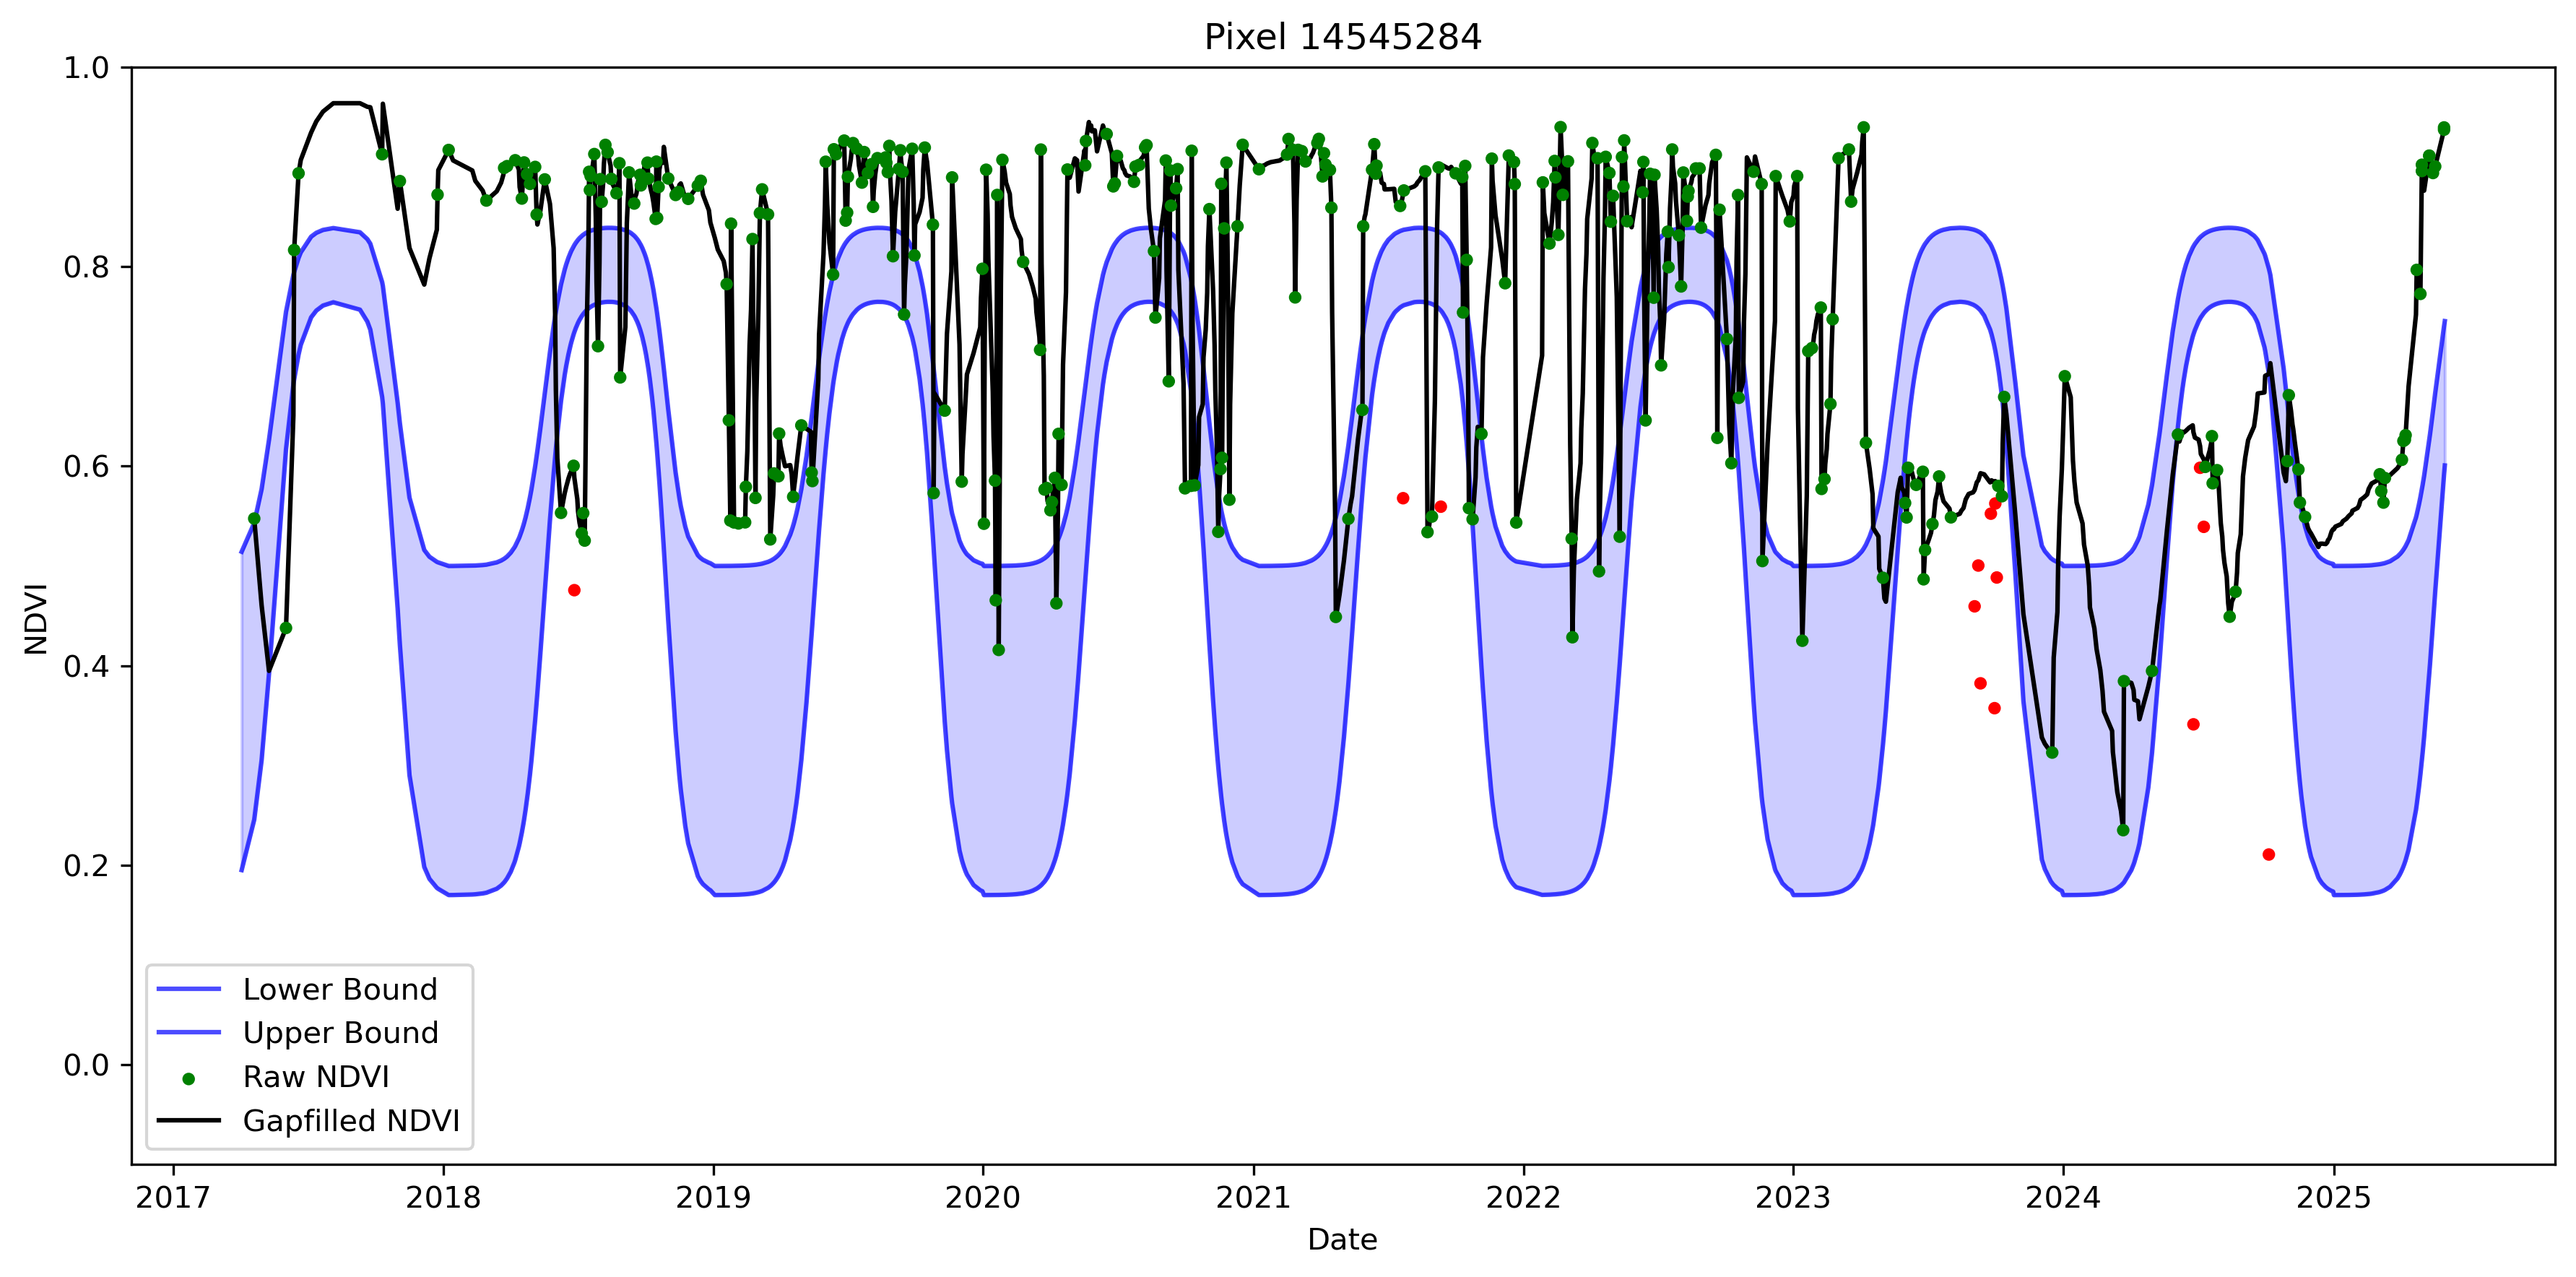 Pixel 14545284
1.0
0.8
0.6
0.4
0.2
0.0
NDVI
Lower Bound
Upper Bound
Raw NDVI
Gapfilled NDVI
2017 2018 2019 2020 2021 2022 2023 2024 2025
Date